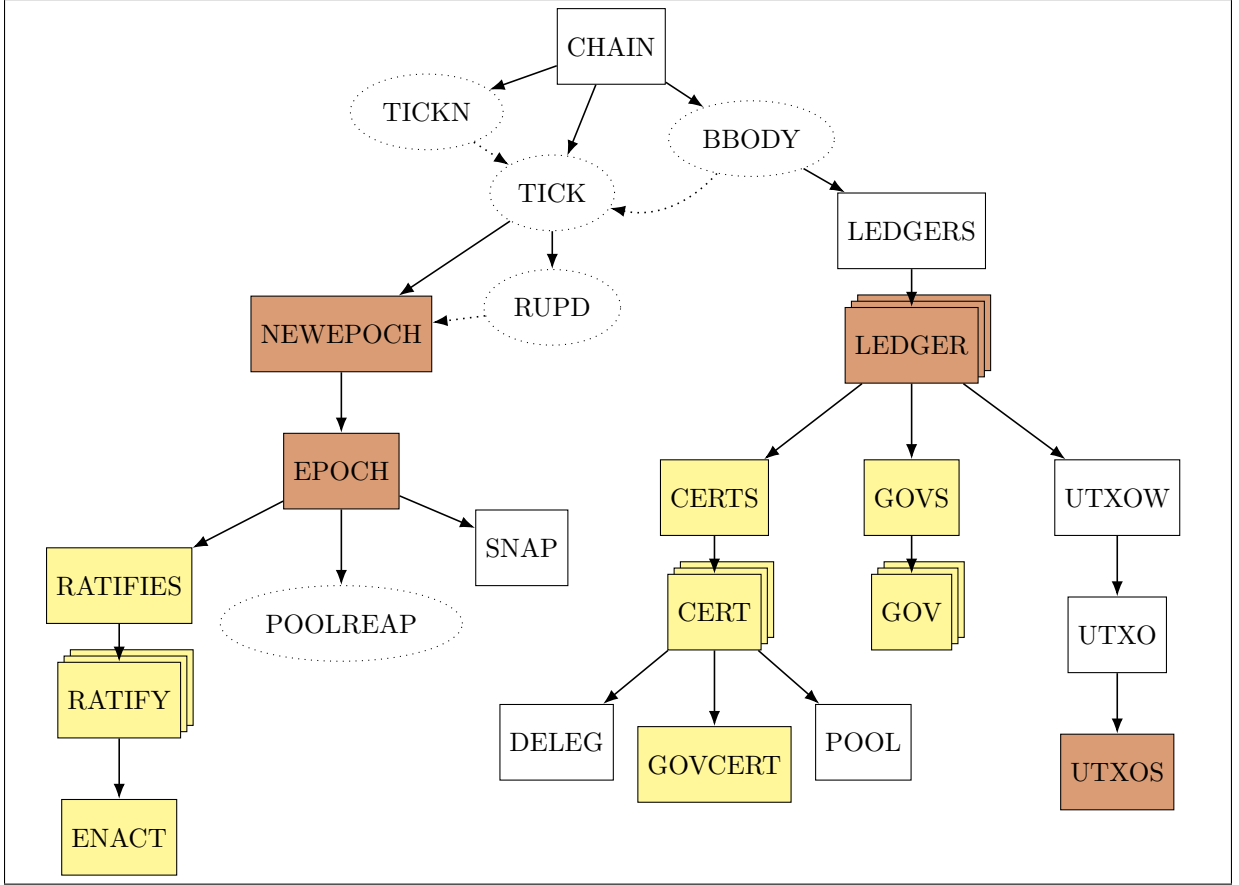 CHAIN
TICKN
BBODY
TICK
LEDGERS
RUPD
NEWEPOCH
LEDGER
EPOCH
CERTS
GOVS
UTXOW
SNAP
RATIFIES
CERT
GOV
POOLREAP
UTXO
RATIFY
DELEG
GOVCERT
POOL
UTXOS
ENACT